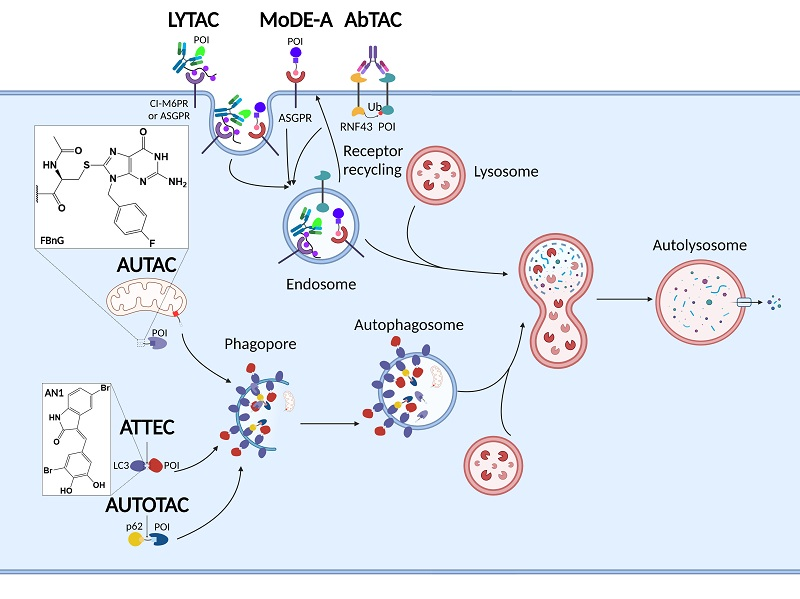 LYTAC
MoDE-A
AbTAC
POI
POI
CI-M6PR
or ASGPR
ASGPR
Ub
RNF43 POI
Receptor
recycling
Lysosome
O
N
NH
HN
O
S
N
N
NH₂
O
F
FBnG
Endosome
AUTAC
POI
Autolysosome
Phagopore
Autophagosome
AN1
Br
HN
O
Br
HO
OH
ATTEC
LC3
POI
AUTOTAC
p62
POI